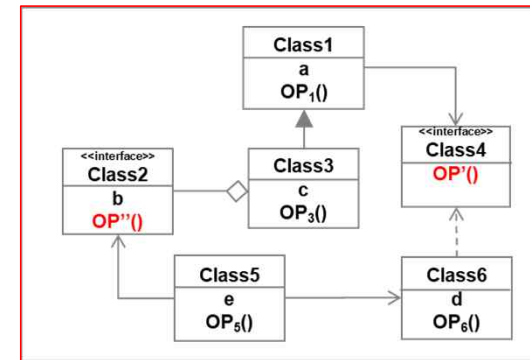 Class1
a
OP₁()
<<interface>>
Class2
b
OP’’()
Class3
c
OP₃()
<<interface>>
Class4
OP’()
Class5
e
OP₅()
Class6
d
OP₆()